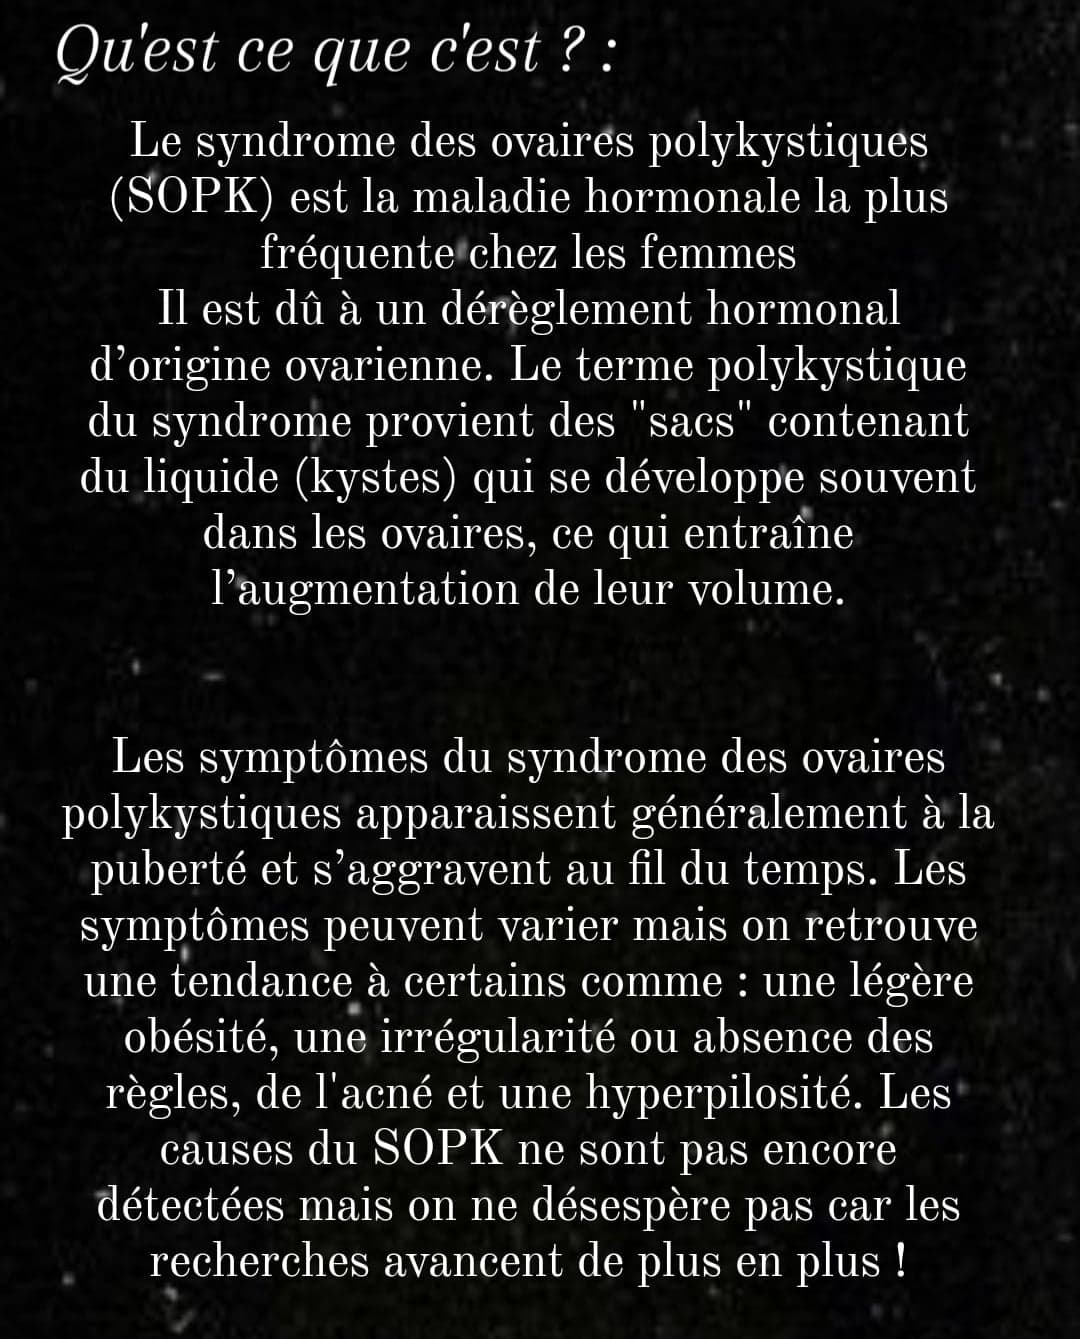 Qu'est ce que c'est ? :
Le syndrome des ovaires polykystiques
(SOPK) est la maladie hormonale la plus
fréquente chez les femmes
Il est dû à un dérèglement hormonal
d’origine ovarienne. Le terme polykystique
du syndrome provient des "sacs" contenant
du liquide (kystes) qui se développe souvent
dans les ovaires, ce qui entraîne
l’augmentation de leur volume.
Les symptômes du syndrome des ovaires
polykystiques apparaissent généralement à la
puberté et s’aggravent au fil du temps. Les
symptômes peuvent varier mais on retrouve
une tendance à certains comme : une légère
obésité, une irrégularité ou absence des
règles, de l'acné et une hyperpilosité. Les
causes du SOPK ne sont pas encore
détectées mais on ne désespère pas car les
recherches avancent de plus en plus !